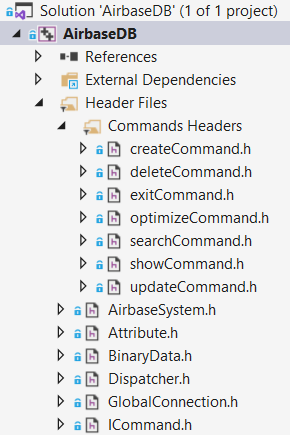 Solution 'AirbaseDB' (1 of 1 project)
AirbaseDB
References
External Dependencies
Header Files
Commands Headers
createCommand.h
deleteCommand.h
exitCommand.h
optimizeCommand.h
searchCommand.h
showCommand.h
updateCommand.h
AirbaseSystem.h
Attribute.h
BinaryData.h
Dispatcher.h
GlobalConnection.h
ICommand.h